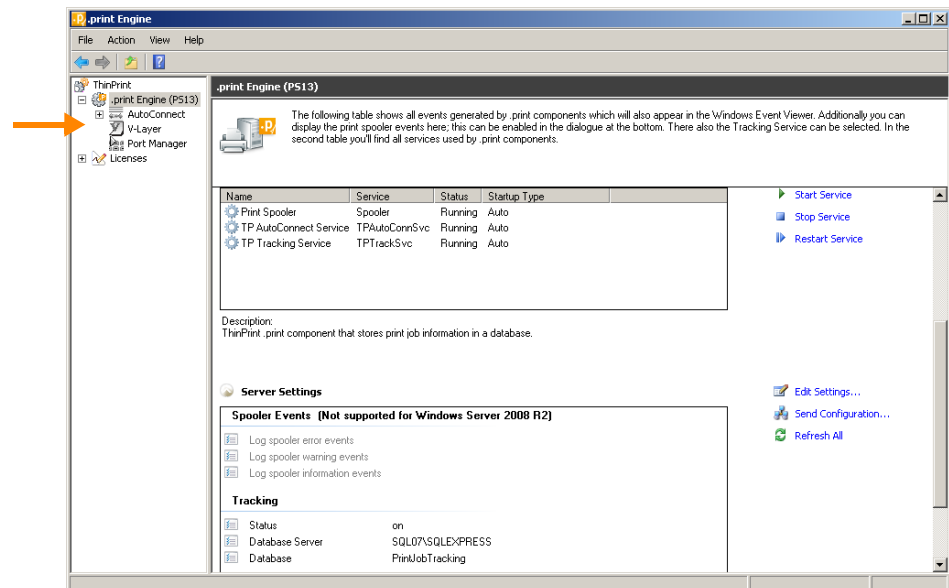 .print Engine
File Action View Help
ThinPrint
.print Engine (PS13)
AutoConnect
V-Layer
Port Manager
Licenses
.print Engine (PS13)
The following table shows all events generated by .print components which will also appear in the Windows Event Viewer. Additionally you can
display the print spooler events here; this can be enabled in the dialogue at the bottom. There also the Tracking Service can be selected. In the
second table you'll find all services used by .print components.
Name Service Status Startup Type
Print Spooler Spooler Running Auto
TP AutoConnect Service TPAutoConnSvc Running Auto
TP Tracking Service TPTrackSvc Running Auto
Start Service
Stop Service
Restart Service
Description:
ThinPrint .print component that stores print job information in a database.
Server Settings
Edit Settings...
Send Configuration...
Refresh All
Spooler Events (Not supported for Windows Server 2008 R2)
Log spooler error events
Log spooler warning events
Log spooler information events
Tracking
Status on
Database Server SQL07\SQLEXPRESS
Database PrintJobTracking